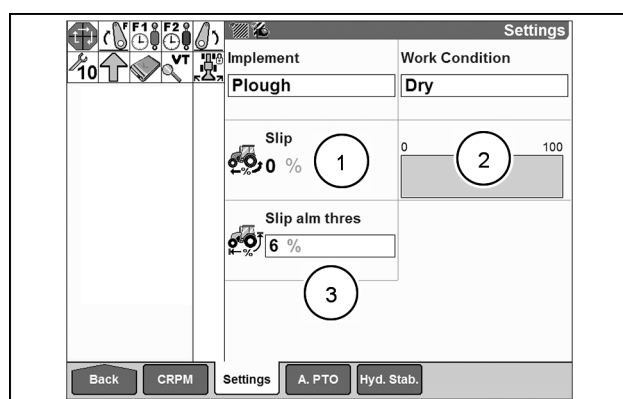 F F1 F2
Settings
10 VT
Implement
Work Condition
Plough
Dry
Slip
0 %
1
0 100
2
Slip alm thres
6 %
3
Back CRPM Settings A. PTO Hyd. Stab.